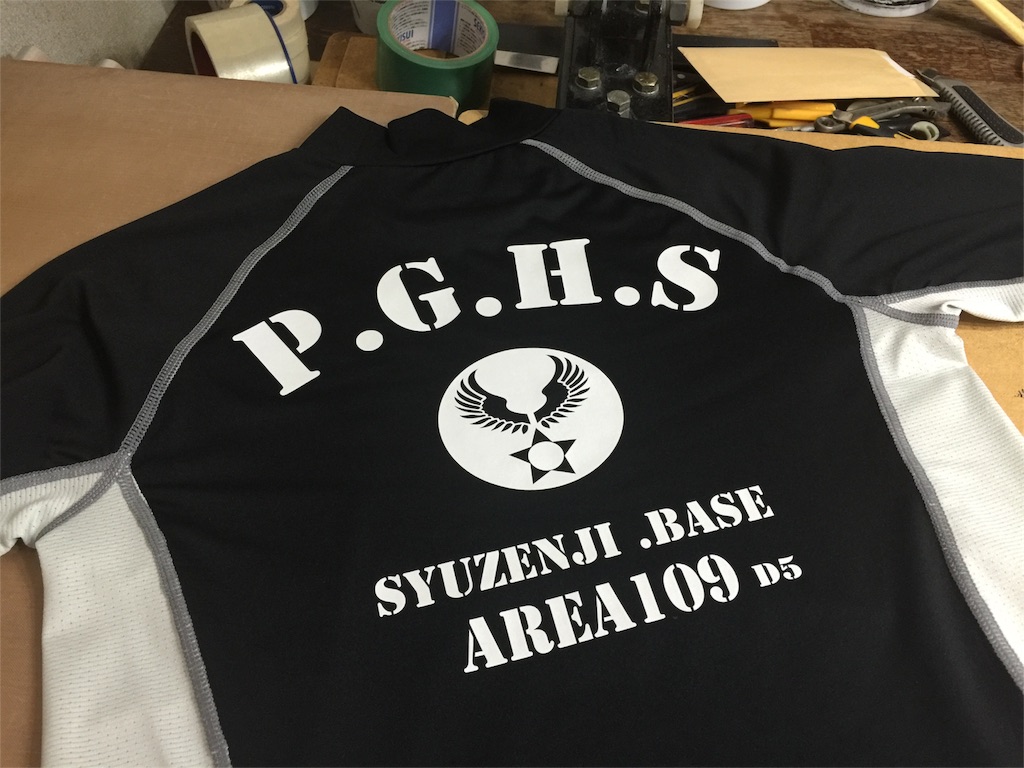 P.G.H.S
SYUZENJI .BASE
AREA109 D5